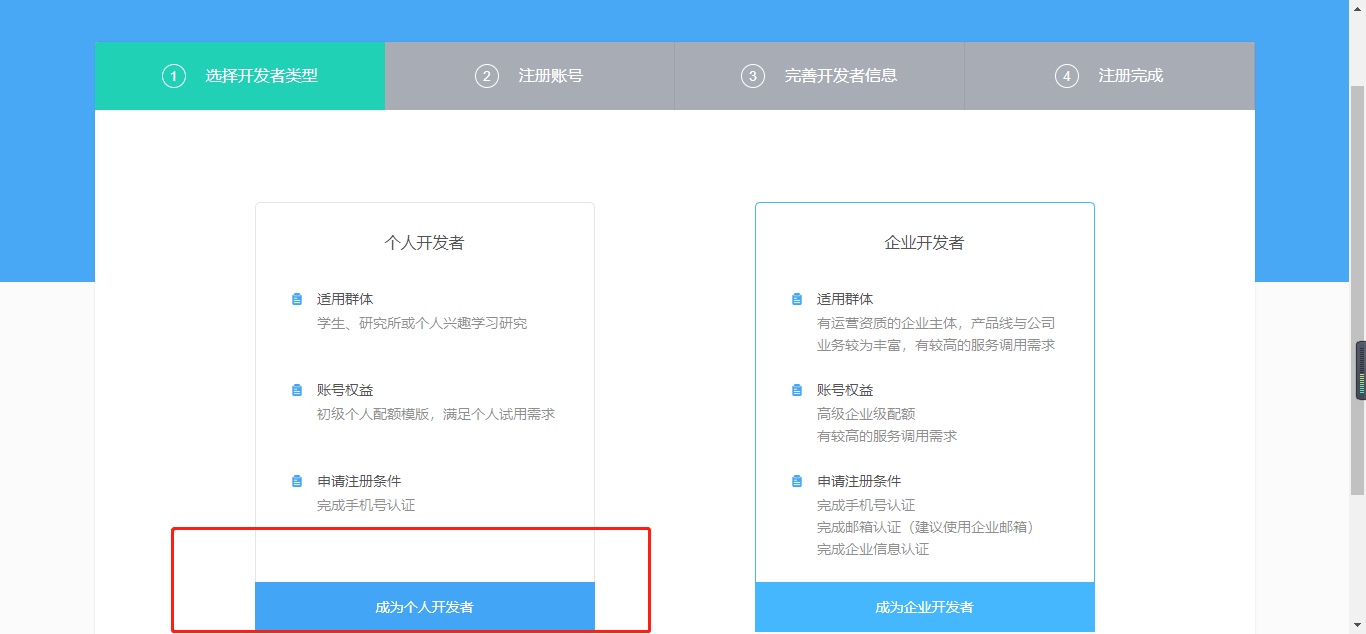 1 选择开发者类型
2 注册账号
3 完善开发者信息
4 注册完成
个人开发者
适用群体
学生、研究所或个人兴趣学习研究
账号权益
初级个人配额模版，满足个人试用需求
申请注册条件
完成手机号认证
成为个人开发者
企业开发者
适用群体
有运营资质的企业主体，产品线与公司
业务较为丰富，有较高的服务调用需求
账号权益
高级企业级配额
有较高的服务调用需求
申请注册条件
完成手机号认证
完成邮箱认证（建议使用企业邮箱）
完成企业信息认证
成为企业开发者